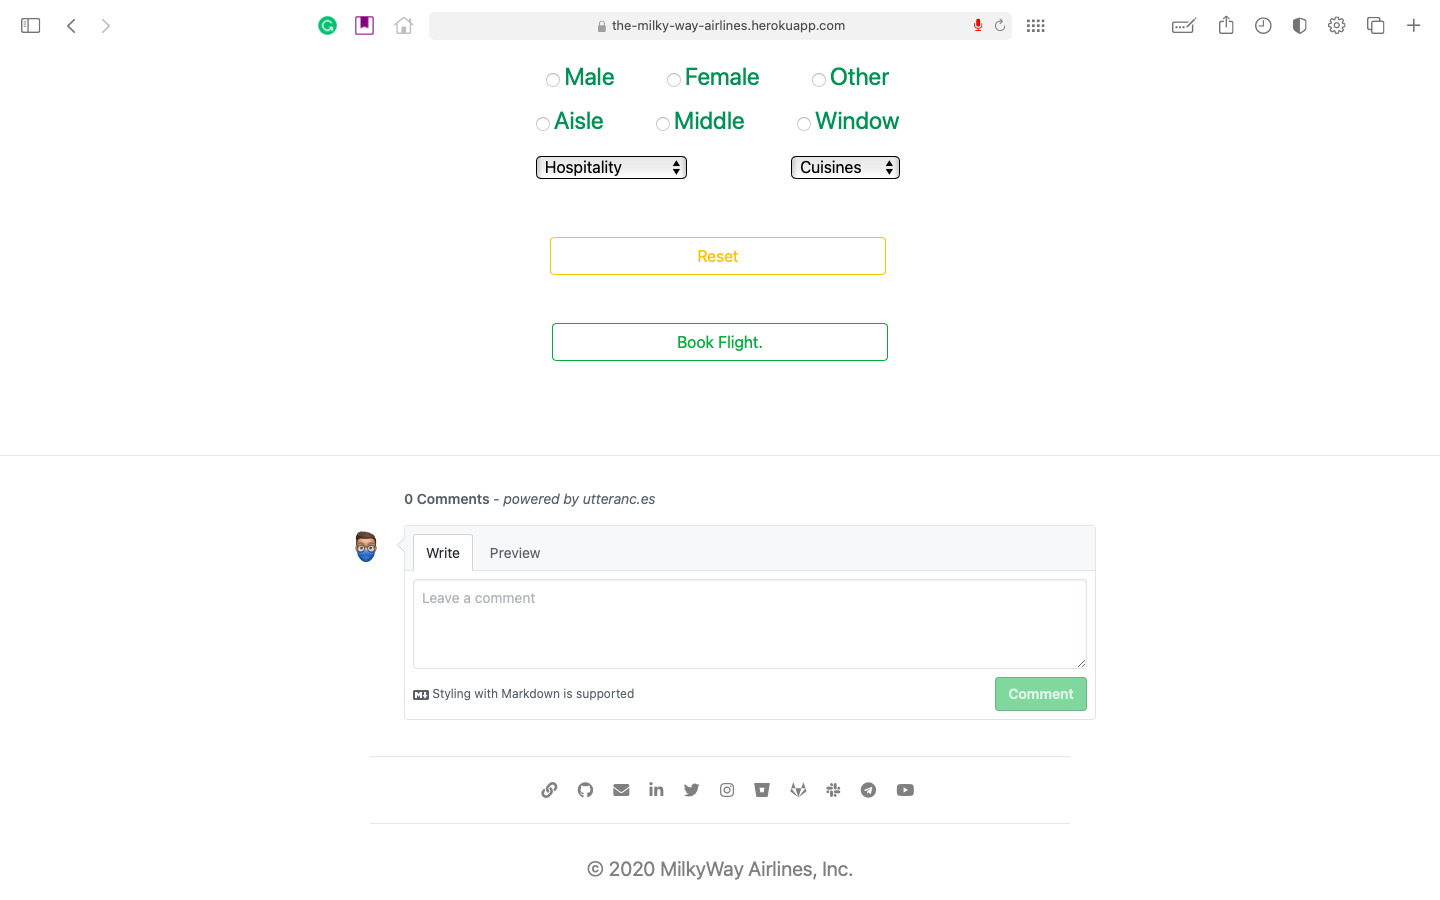 the-milky-way-airlines.herokuapp.com
Male Female Other
Aisle Middle Window
Hospitality Cuisines
Reset
Book Flight.
0 Comments - powered by utteranc.es
Write Preview
Leave a comment
Styling with Markdown is supported
Comment
© 2020 MilkyWay Airlines, Inc.